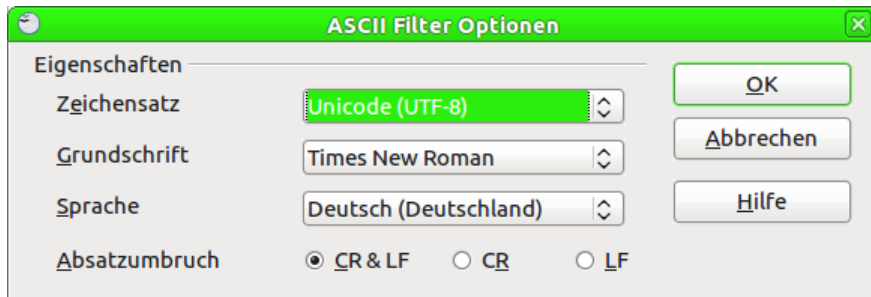 ASCII Filter Optionen
Eigenschaften
OK
Zeichensatz Unicode (UTF-8)
Abbrechen
Grundschrift Times New Roman
Sprache Deutsch (Deutschland)
Hilfe
Absatzumbruch CR & LF CR LF